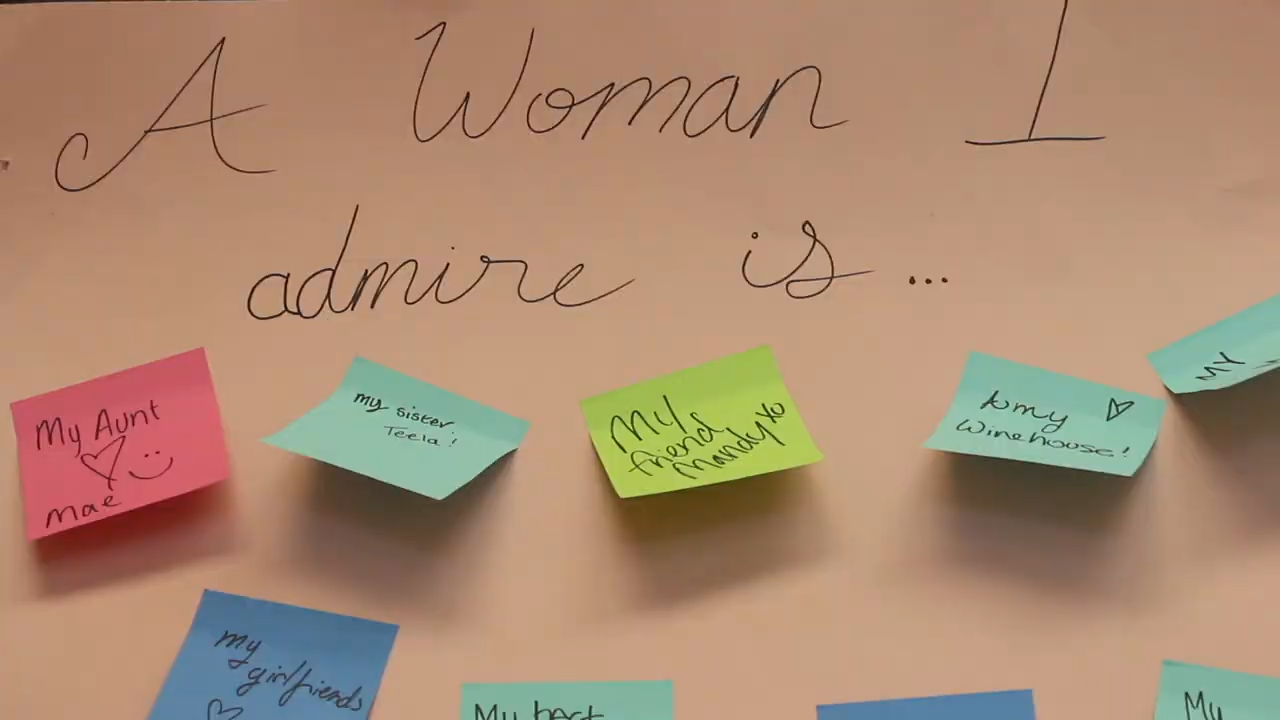 A Woman I
admire is...
My Aunt
Mae
my sister
Teela!
My
friend
Mandy xo
Amy
Winehouse!
MY
my
girlfriends
My best
My